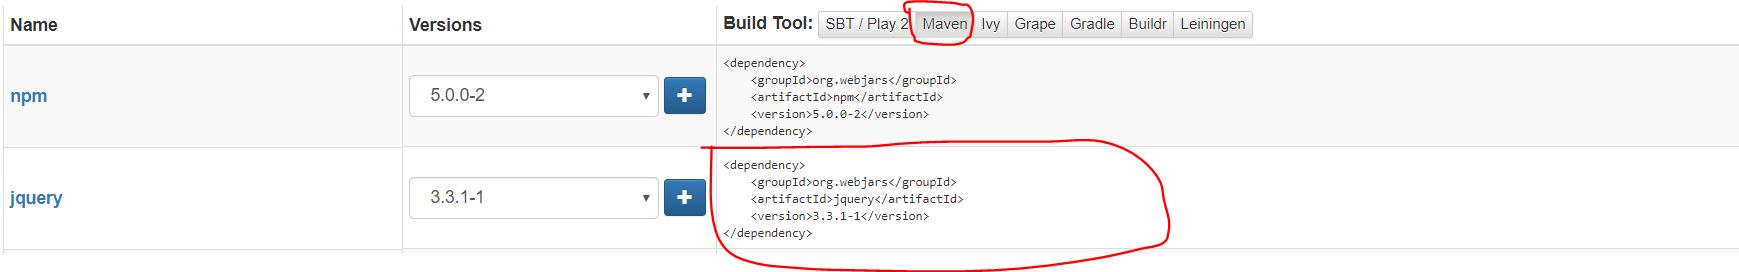 Name Versions Build Tool: SBT / Play 2 Maven Ivy Grape Gradle Buildr Leiningen
npm 5.0.0-2
<dependency>
<groupId>org.webjars</groupId>
<artifactId>npm</artifactId>
<version>5.0.0-2</version>
</dependency>
jquery 3.3.1-1
<dependency>
<groupId>org.webjars</groupId>
<artifactId>jquery</artifactId>
<version>3.3.1-1</version>
</dependency>